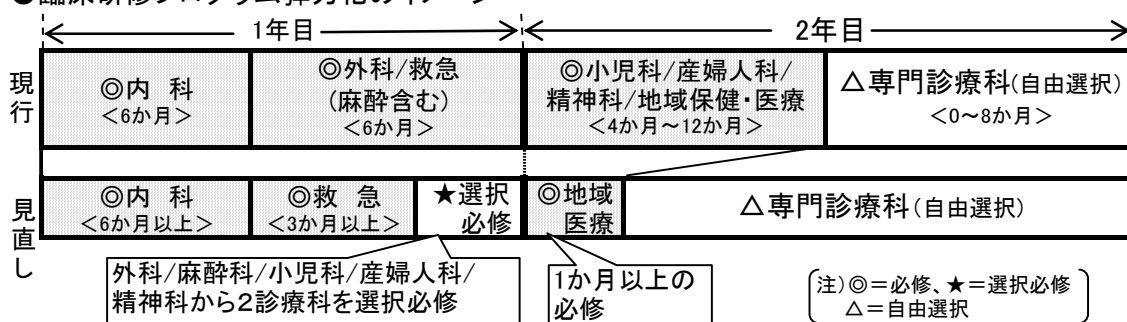 ●臨床研修プログラム弾力化のイメージ
1年目
2年目
現行
◎内 科
<6か月>
◎外科/救急
(麻酔含む)
<6か月>
◎小児科/産婦人科/
精神科/地域保健・医療
<4か月～12か月>
△専門診療科(自由選択)
<0～8か月>
見直し
◎内 科
<6か月以上>
◎救 急
<3か月以上>
★選択
必修
◎地域
医療
△専門診療科(自由選択)
外科/麻酔科/小児科/産婦人科/
精神科から2診療科を選択必修
1か月以上の
必修
注)◎=必修、★=選択必修
△=自由選択